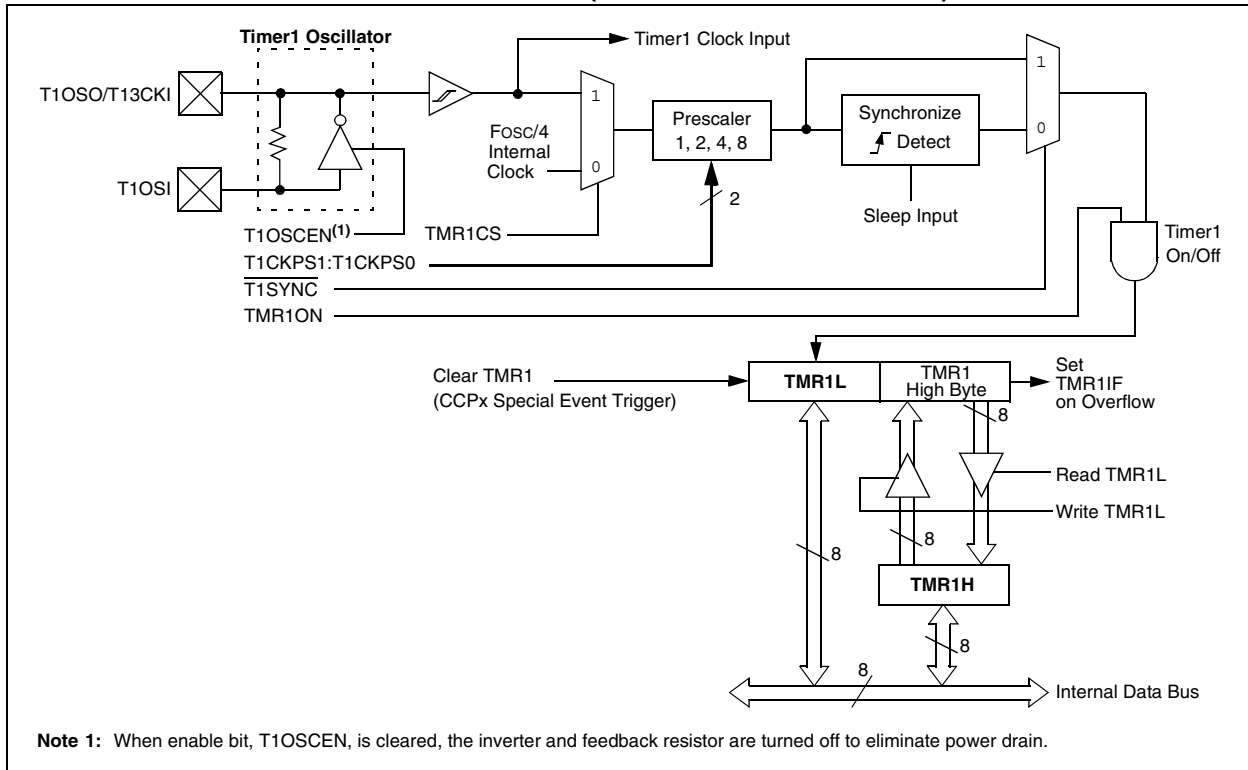 Timer1 Oscillator
Timer1 Clock Input
T1OSO/T13CKI
1
FOSC/4
Internal
Clock
0
Prescaler
1, 2, 4, 8
Synchronize
Detect
1
0
T1OSI
2
Sleep Input
T1OSCEN(1)
TMR1CS
Timer1
On/Off
T1CKPS1:T1CKPS0
T1SYNC
TMR1ON
Clear TMR1
(CCPx Special Event Trigger)
TMR1L
TMR1
High Byte
Set
TMR1IF
on Overflow
8
Read TMR1L
Write TMR1L
8
8
TMR1H
8
8
Internal Data Bus
Note 1: When enable bit, T1OSCEN, is cleared, the inverter and feedback resistor are turned off to eliminate power drain.